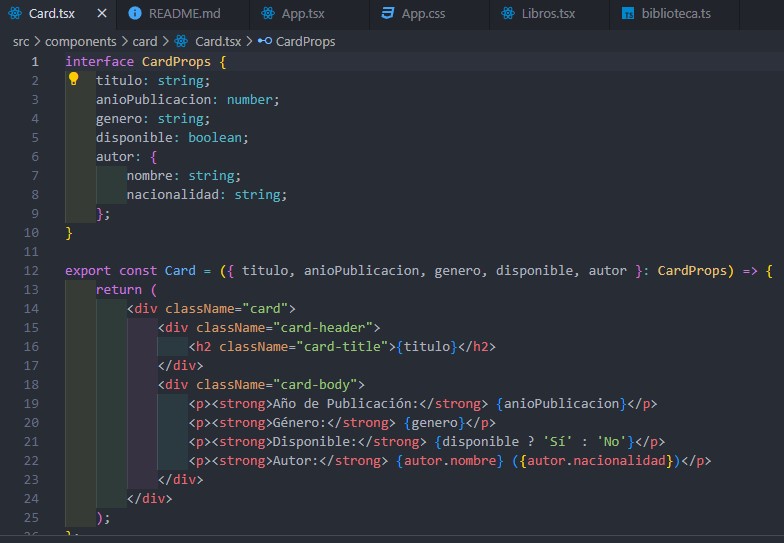 Card.tsx × README.md App.tsx App.css Libros.tsx biblioteca.ts
src > components > card > Card.tsx > CardProps
1 interface CardProps {
2 titulo: string;
3 anioPublicacion: number;
4 genero: string;
5 disponible: boolean;
6 autor: {
7 nombre: string;
8 nacionalidad: string;
9 };
10 }
11
12 export const Card = ({ titulo, anioPublicacion, genero, disponible, autor }: CardProps) => {
13 return (
14 <div className="card">
15 <div className="card-header">
16 <h2 className="card-title">{titulo}</h2>
17 </div>
18 <div className="card-body">
19 <p><strong>Año de Publicación:</strong> {anioPublicacion}</p>
20 <p><strong>Género:</strong> {genero}</p>
21 <p><strong>Disponible:</strong> {disponible ? 'Sí' : 'No'}</p>
22 <p><strong>Autor:</strong> {autor.nombre} ({autor.nacionalidad})</p>
23 </div>
24 </div>
25 );